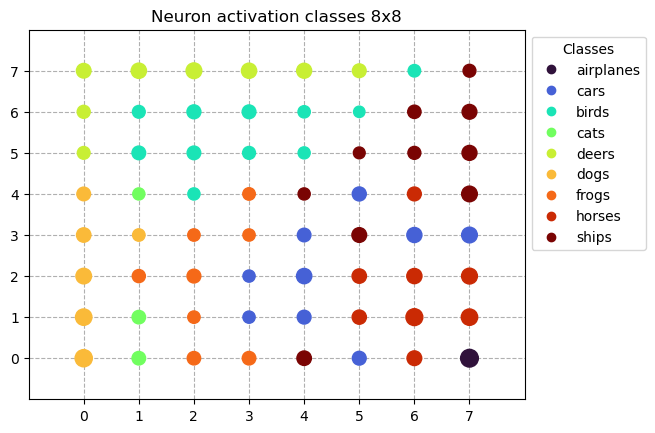 Neuron activation classes 8x8
Classes
airplanes
cars
birds
cats
deers
dogs
frogs
horses
ships
7
6
5
4
3
2
1
0
0 1 2 3 4 5 6 7